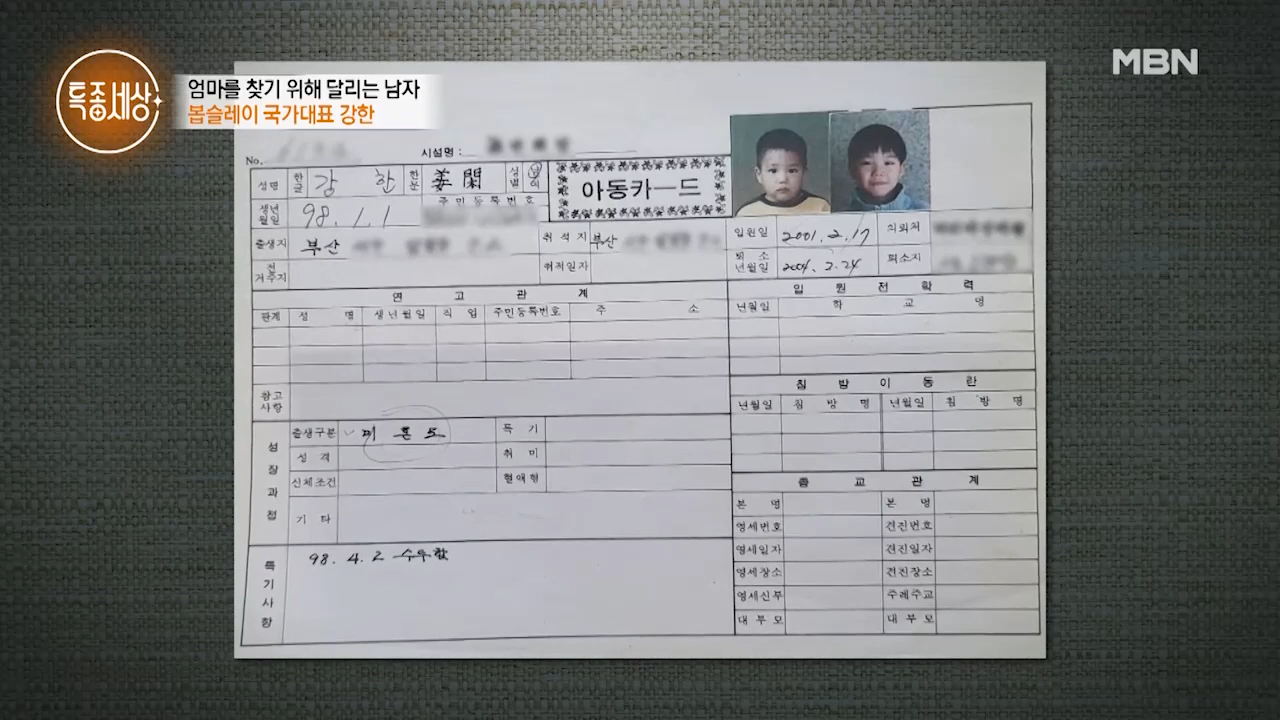 MBN
특종세상
엄마를 찾기 위해 달리는 남자
봅슬레이 국가대표 강한
No.
시설명 :
성명 한글 강 한 한문 姜閑 성별 남 여
아동카드
생년월일 98. 1. 1 주민등록번호
출생지 부산 취적지 부산 입원일 2001. 2. 17 의뢰처
전거주지 취적일자 퇴소년월일 2004. 2. 24 퇴소지
연고관계 입원전학력
관계 성명 생년월일 직업 주민등록번호 주소 년월일 학교명
참고사항
침방이동란
년월일 침방명 년월일 침방명
성장과정 출생구분 미혼모 특기
성격 취미
신체조건 혈액형
기타
종교관계
본명 본명
영세번호 견진번호
영세일자 견진일자
영세장소 견진장소
영세신부 주례주교
대부모 대부모
특기사항 98. 4. 2